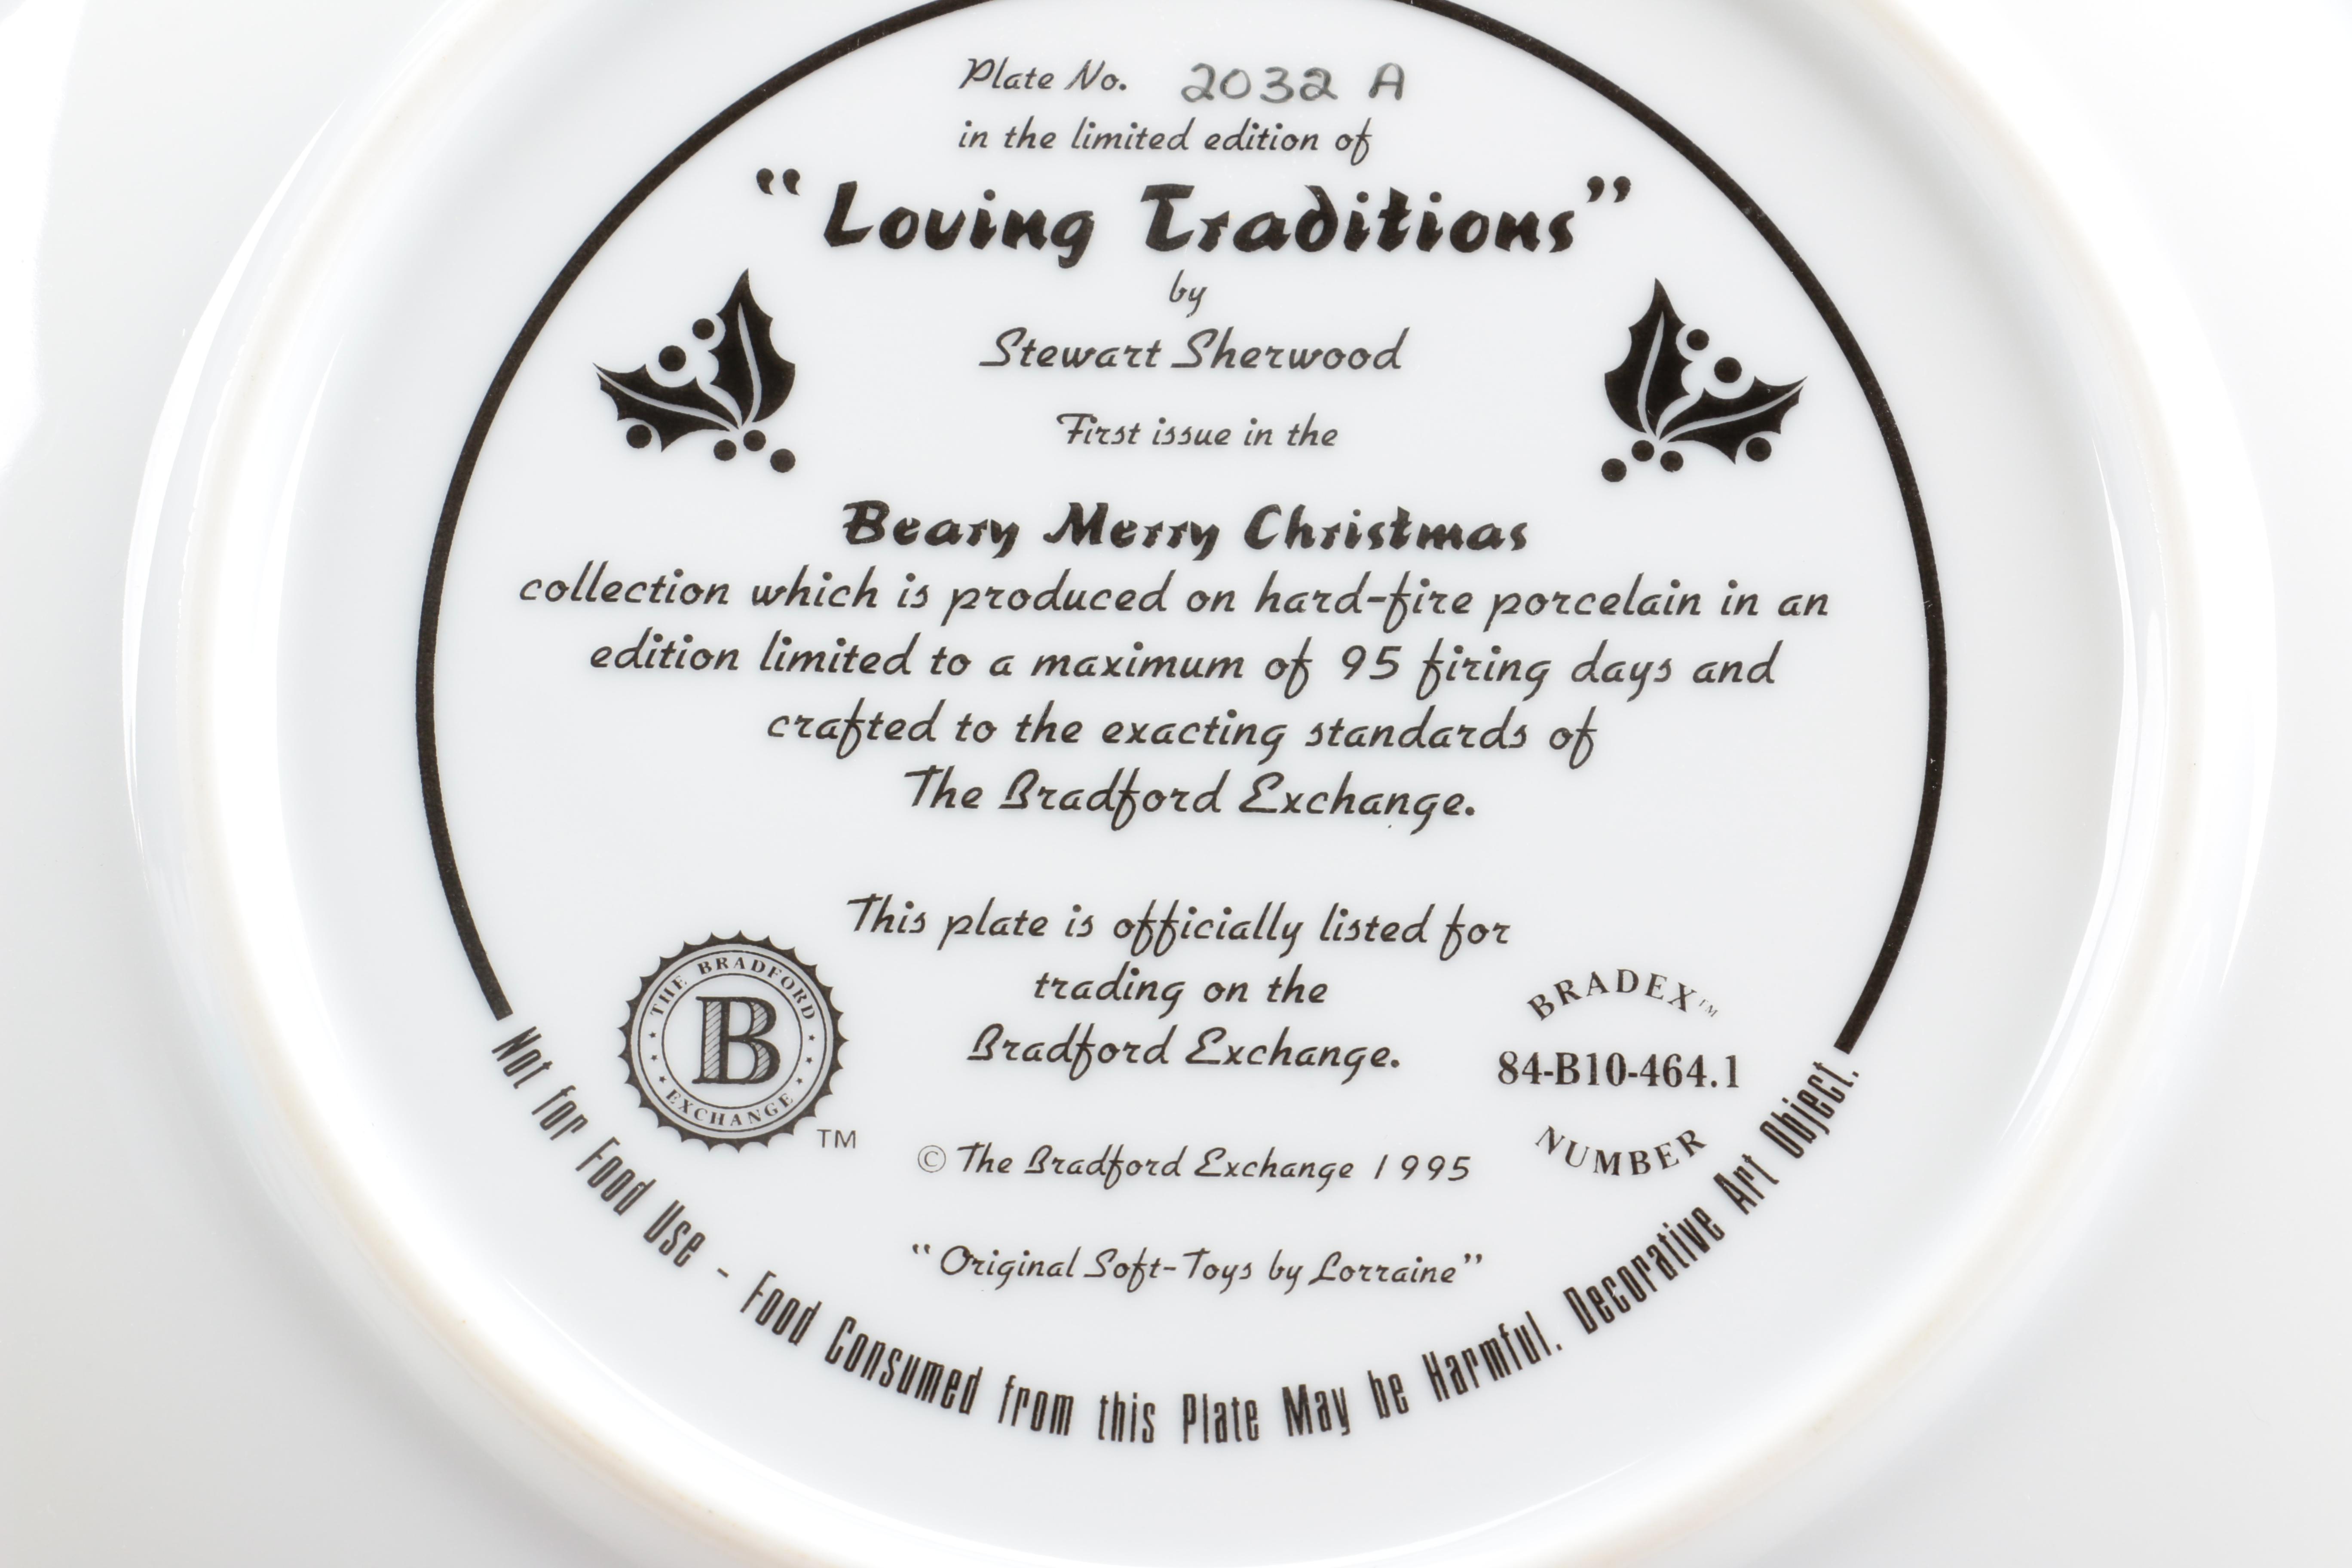 Plate No. 2032 A
in the limited edition of
“Loving Traditions”
by
Stewart Sherwood
First issue in the
Beary Merry Christmas
collection which is produced on hard-fire porcelain in an
edition limited to a maximum of 95 firing days and
crafted to the exacting standards of
The Bradford Exchange.
This plate is officially listed for
trading on the
Bradford Exchange.
THE BRADFORD
B
EXCHANGE
TM
BRADEX™
84-B10-464.1
NUMBER
© The Bradford Exchange 1995
“Original Soft-Toys by Lorraine”
Not for Food Use - Food Consumed from this Plate May be Harmful. Decorative Art Object.